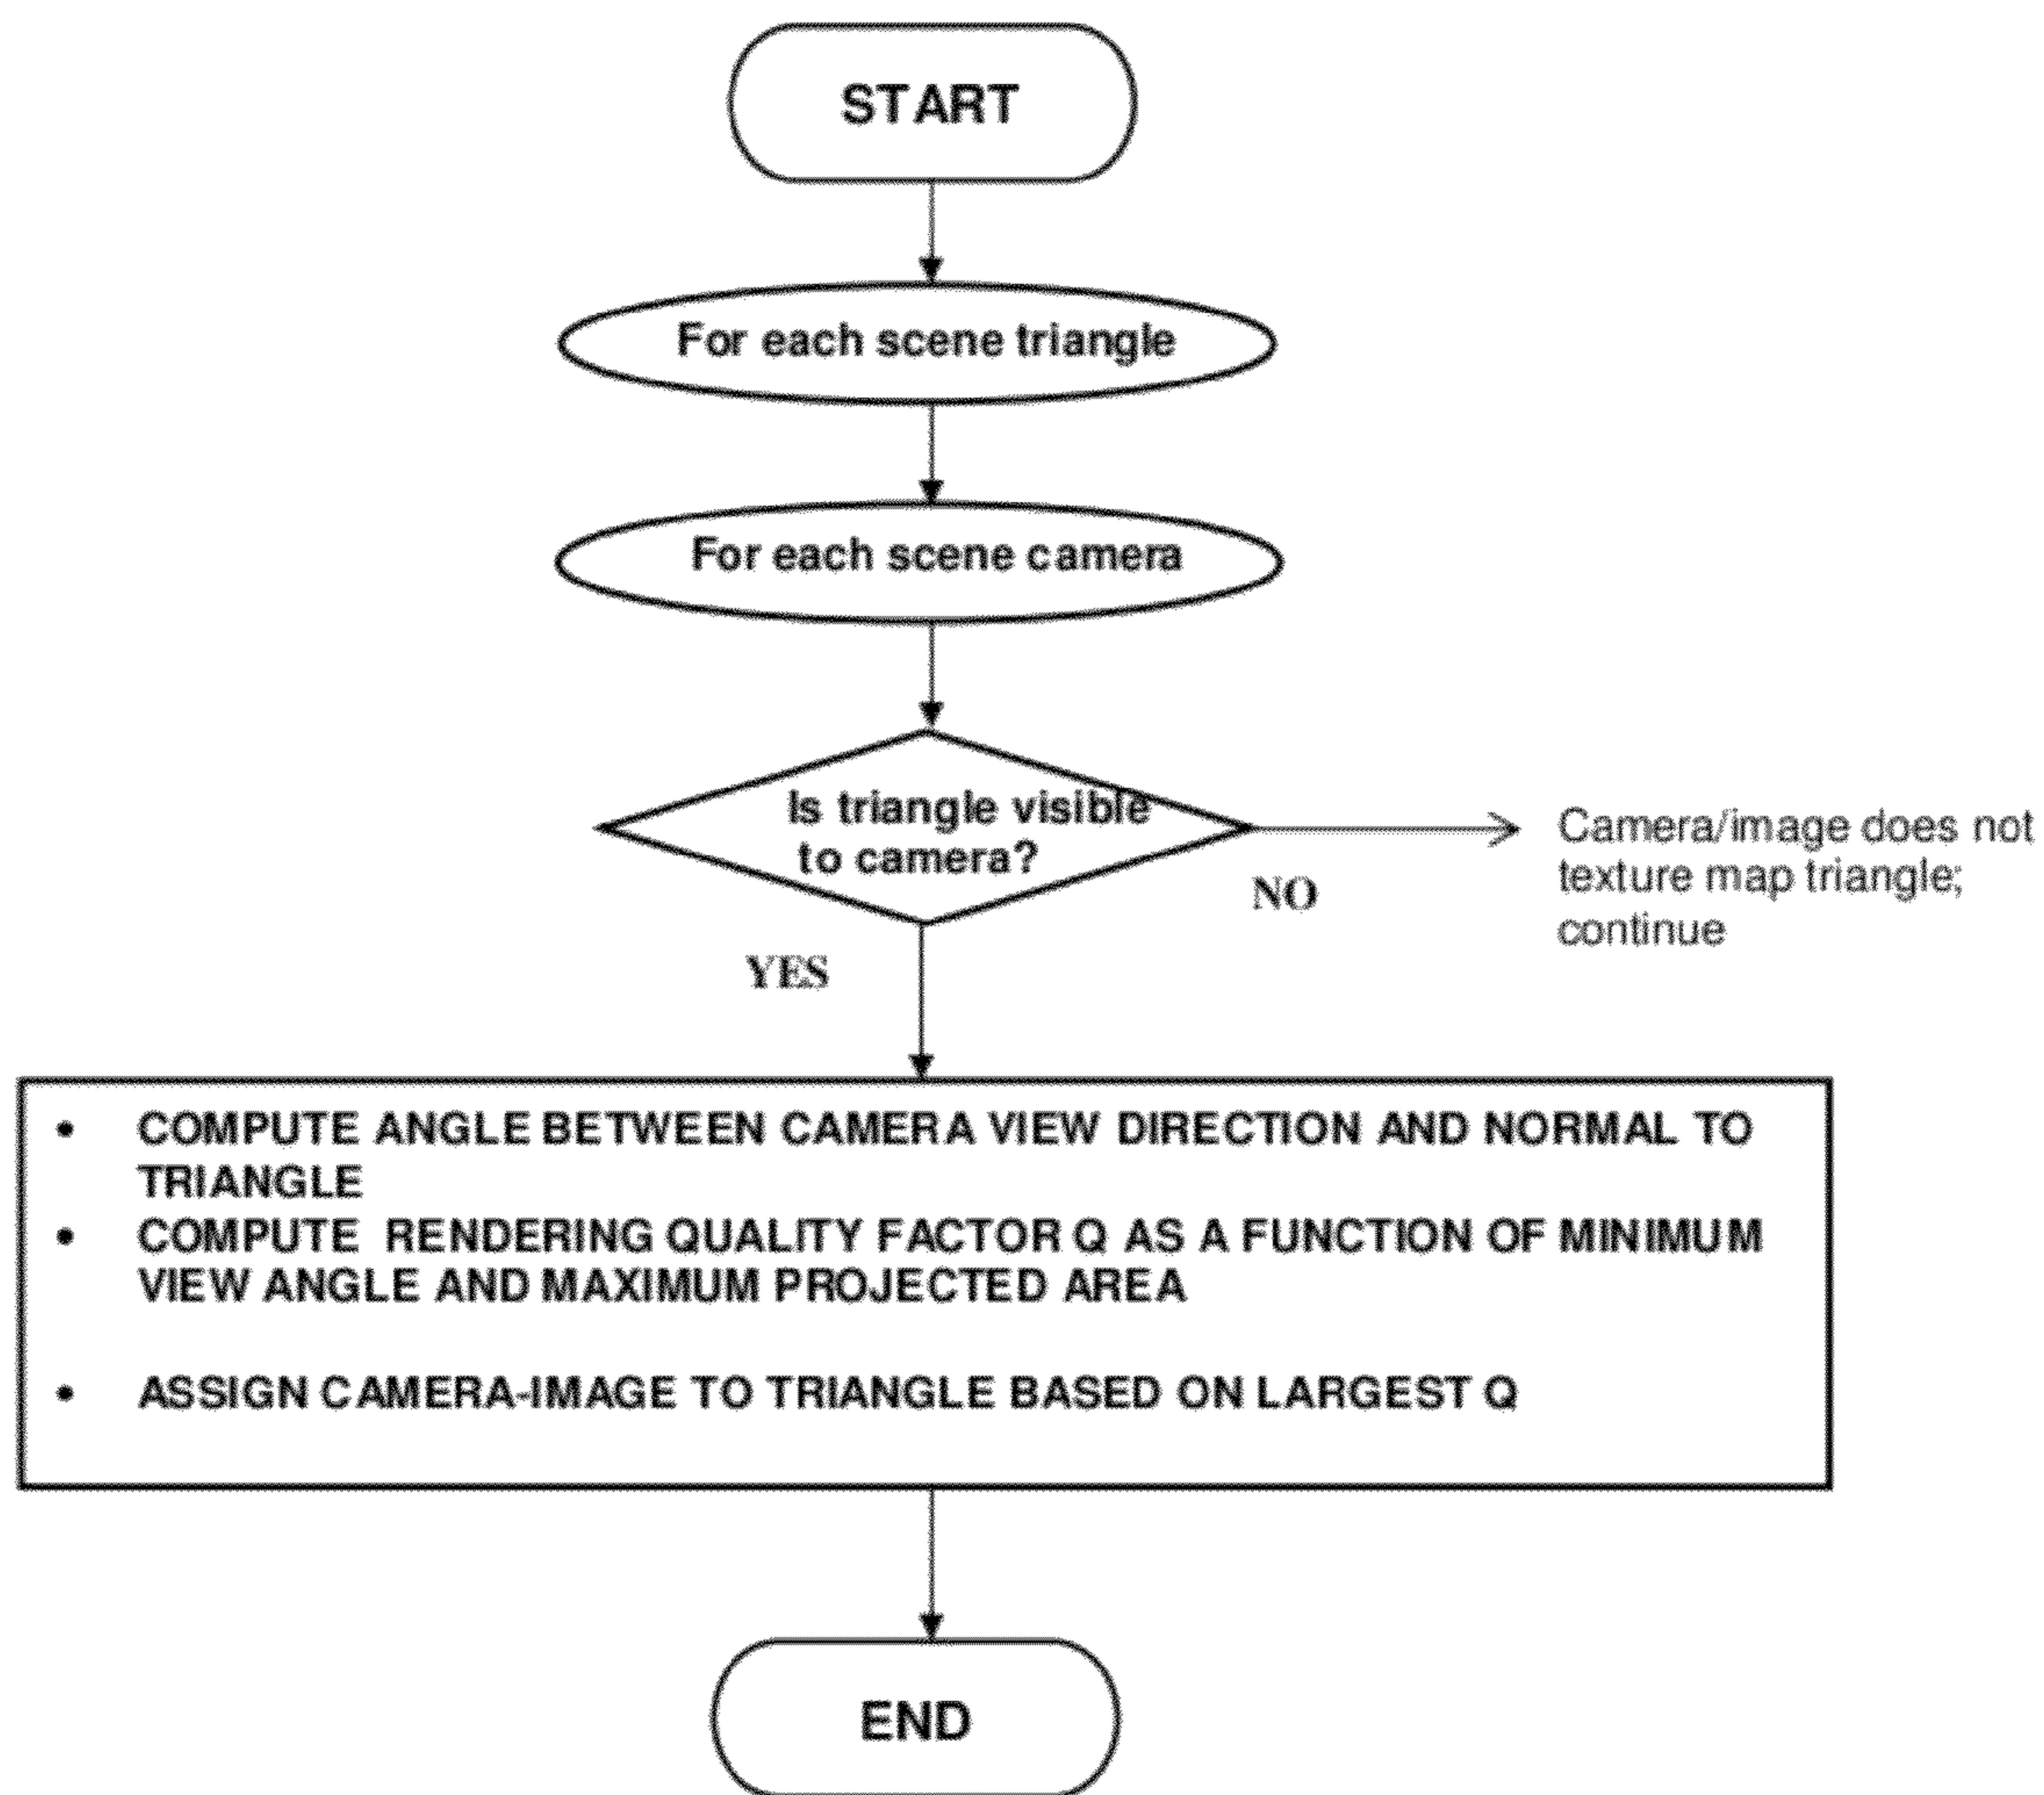 START
For each scene triangle
For each scene camera
Is triangle visible
to camera?
Camera/image does not
texture map triangle;
continue
NO
YES
• COMPUTE ANGLE BETWEEN CAMERA VIEW DIRECTION AND NORMAL TO
TRIANGLE
• COMPUTE RENDERING QUALITY FACTOR Q AS A FUNCTION OF MINIMUM
VIEW ANGLE AND MAXIMUM PROJECTED AREA
• ASSIGN CAMERA-IMAGE TO TRIANGLE BASED ON LARGEST Q
END